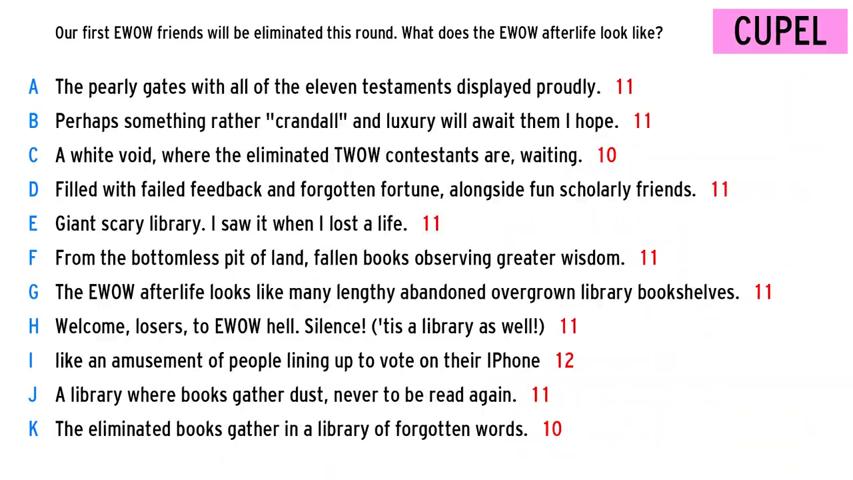 Our first EWOW friends will be eliminated this round. What does the EWOW afterlife look like?
CUPEL
A The pearly gates with all of the eleven testaments displayed proudly. 11
B Perhaps something rather "crandall" and luxury will await them I hope. 11
C A white void, where the eliminated TWOW contestants are, waiting. 10
D Filled with failed feedback and forgotten fortune, alongside fun scholarly friends. 11
E Giant scary library. I saw it when I lost a life. 11
F From the bottomless pit of land, fallen books observing greater wisdom. 11
G The EWOW afterlife looks like many lengthy abandoned overgrown library bookshelves. 11
H Welcome, losers, to EWOW hell. Silence! ('tis a library as well!) 11
I like an amusement of people lining up to vote on their IPhone 12
J A library where books gather dust, never to be read again. 11
K The eliminated books gather in a library of forgotten words. 10